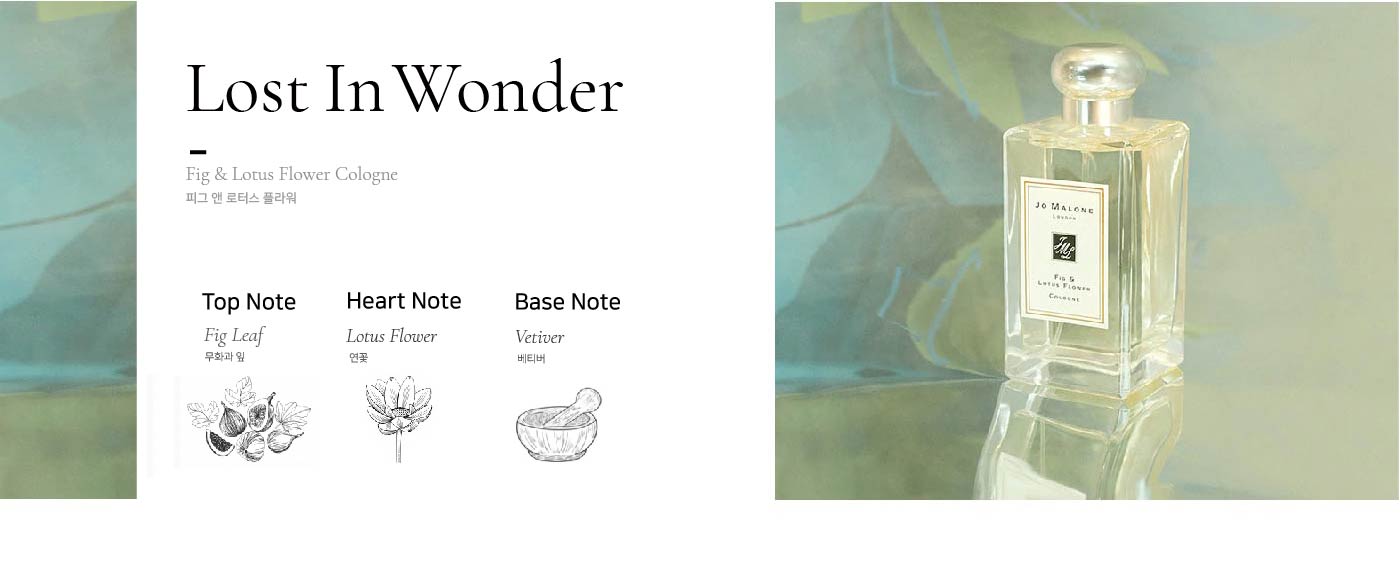 Lost In Wonder
Fig & Lotus Flower Cologne
피그 앤 로터스 플라워
Top Note
Fig Leaf
무화과 잎
Heart Note
Lotus Flower
연꽃
Base Note
Vetiver
베티버
JO MALONE
LONDON
FIG &
LOTUS FLOWER
COLOGNE